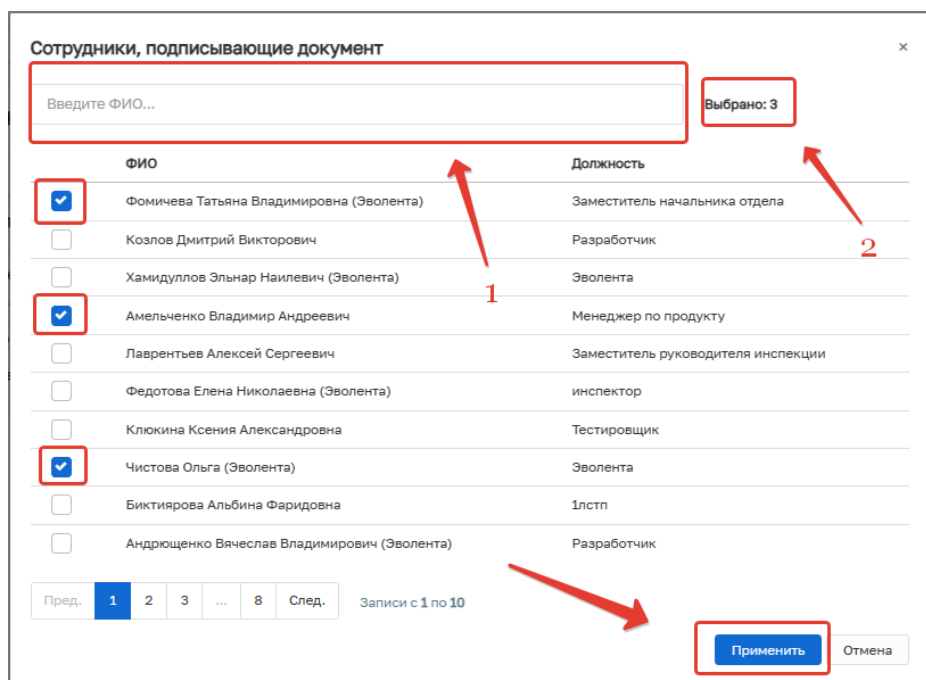 Сотрудники, подписывающие документ ×
Введите ФИО... Выбрано: 3
ФИО Должность
Фомичева Татьяна Владимировна (Эволента) Заместитель начальника отдела
Козлов Дмитрий Викторович Разработчик
2
Хамидуллов Эльнар Наилевич (Эволента) Эволента
1
Амельченко Владимир Андреевич Менеджер по продукту
Лаврентьев Алексей Сергеевич Заместитель руководителя инспекции
Федотова Елена Николаевна (Эволента) инспектор
Клюкина Ксения Александровна Тестировщик
Чистова Ольга (Эволента) Эволента
Биктиярова Альбина Фаридовна 1лстп
Андрющенко Вячеслав Владимирович (Эволента) Разработчик
Пред. 1 2 3 ... 8 След. Записи с 1 по 10
Применить Отмена